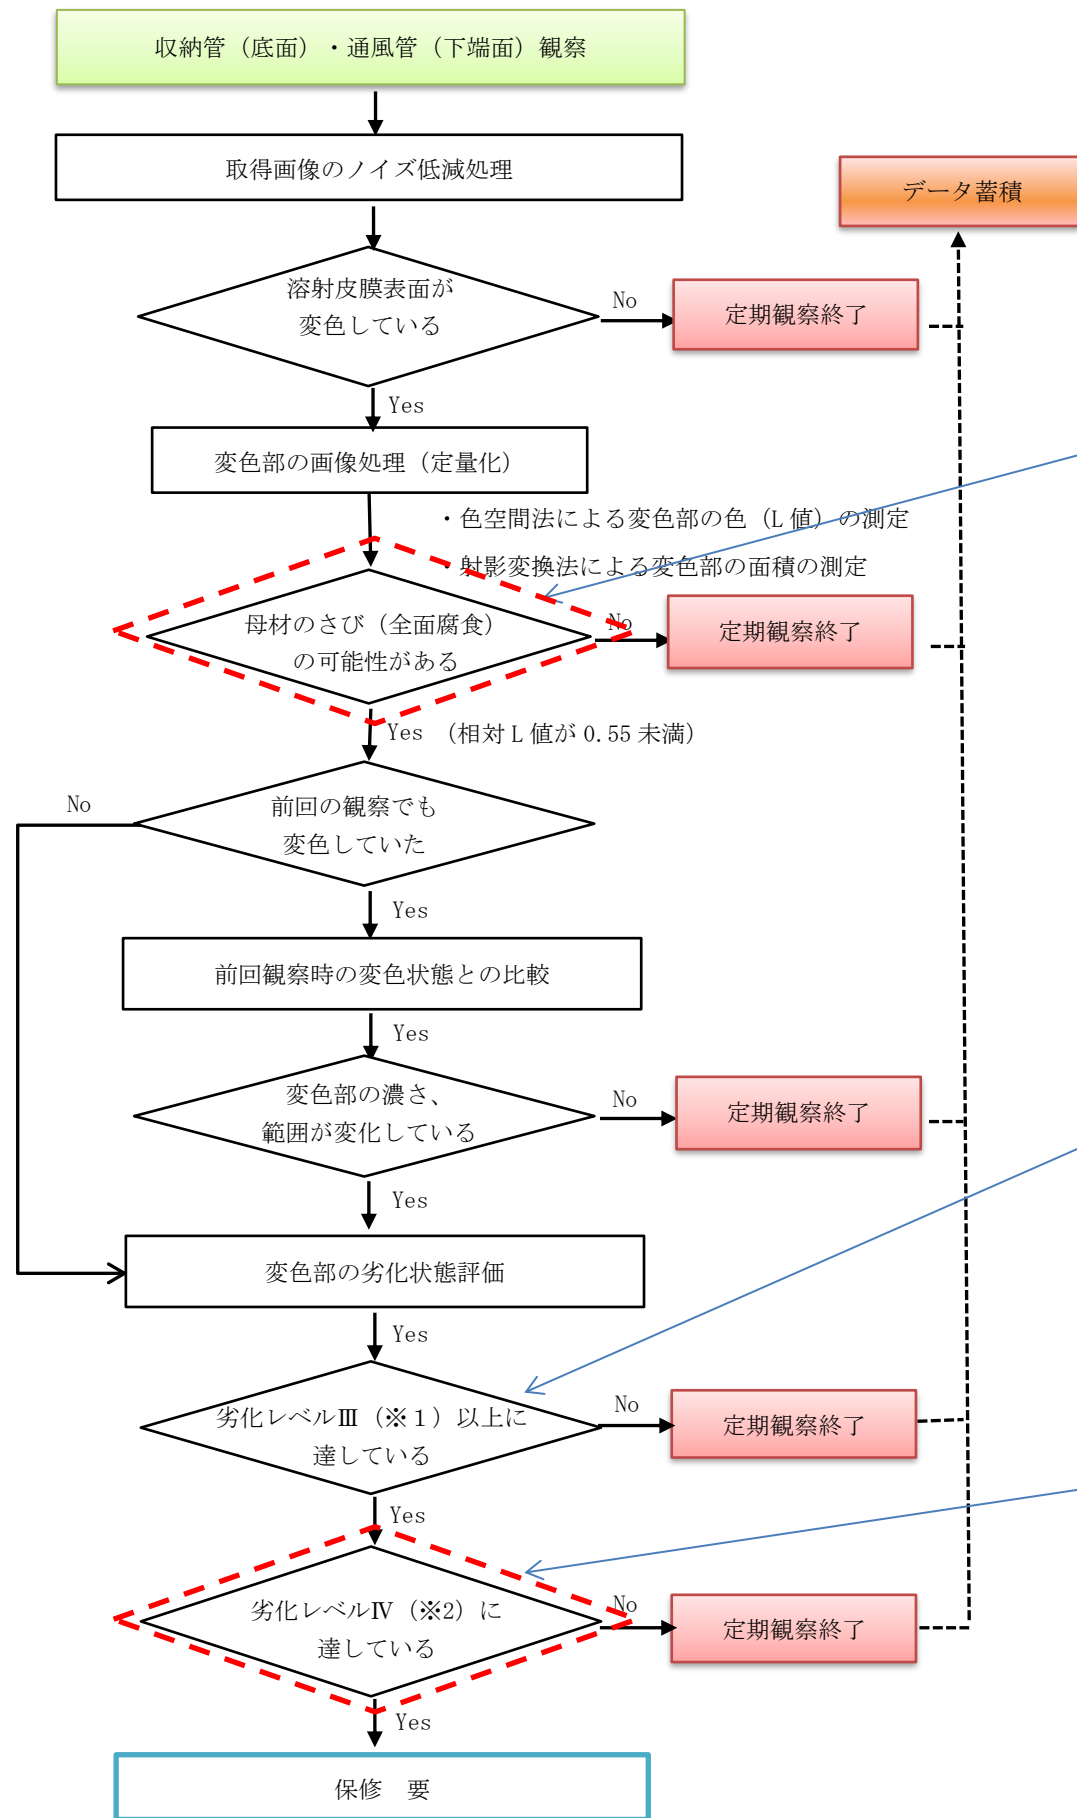 収納管（底面）・通風管（下端面）観察
取得画像のノイズ低減処理
データ蓄積
溶射皮膜表面が
変色している
No
定期観察終了
Yes
変色部の画像処理（定量化）
・色空間法による変色部の色（L 値）の測定
・射影変換法による変色部の面積の測定
母材のさび（全面腐食）
の可能性がある
No
定期観察終了
Yes （相対 L 値が 0.55 未満）
前回の観察でも
変色していた
No
Yes
前回観察時の変色状態との比較
Yes
変色部の濃さ、
範囲が変化している
No
定期観察終了
Yes
変色部の劣化状態評価
Yes
劣化レベルⅢ（※１）以上に
達している
No
定期観察終了
Yes
劣化レベルⅣ（※2）に
達している
No
定期観察終了
Yes
保修　要